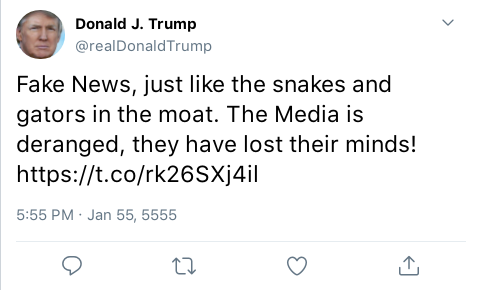 Donald J. Trump
@realDonaldTrump
Fake News, just like the snakes and
gators in the moat. The Media is
deranged, they have lost their minds!
https://t.co/rk26SXj4il
5:55 PM · Jan 55, 5555